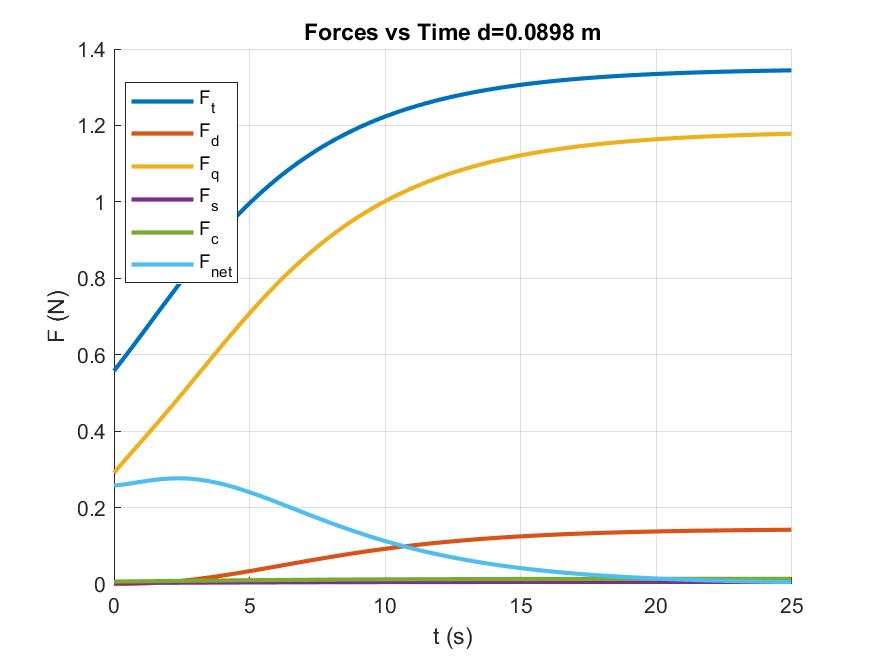 Forces vs Time d=0.0898 m
F (N)
1.4
1.2
1
0.8
0.6
0.4
0.2
0
F_t
F_d
F_q
F_s
F_c
F_net
0 5 10 15 20 25
t (s)